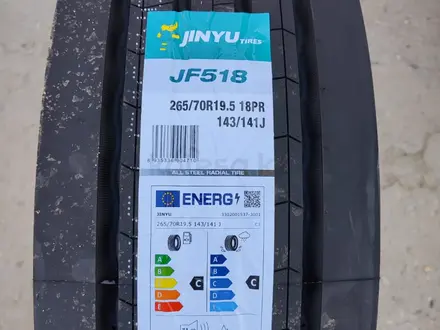 JINYU TIRES
JF518
265/70R19.5 18PR
143/141J
ALL STEEL RADIAL TIRE
ENERG
JINYU
265/70R19.5 143/141 J
C3
A
B
C
D
E
C
A
B
C
D
E
C